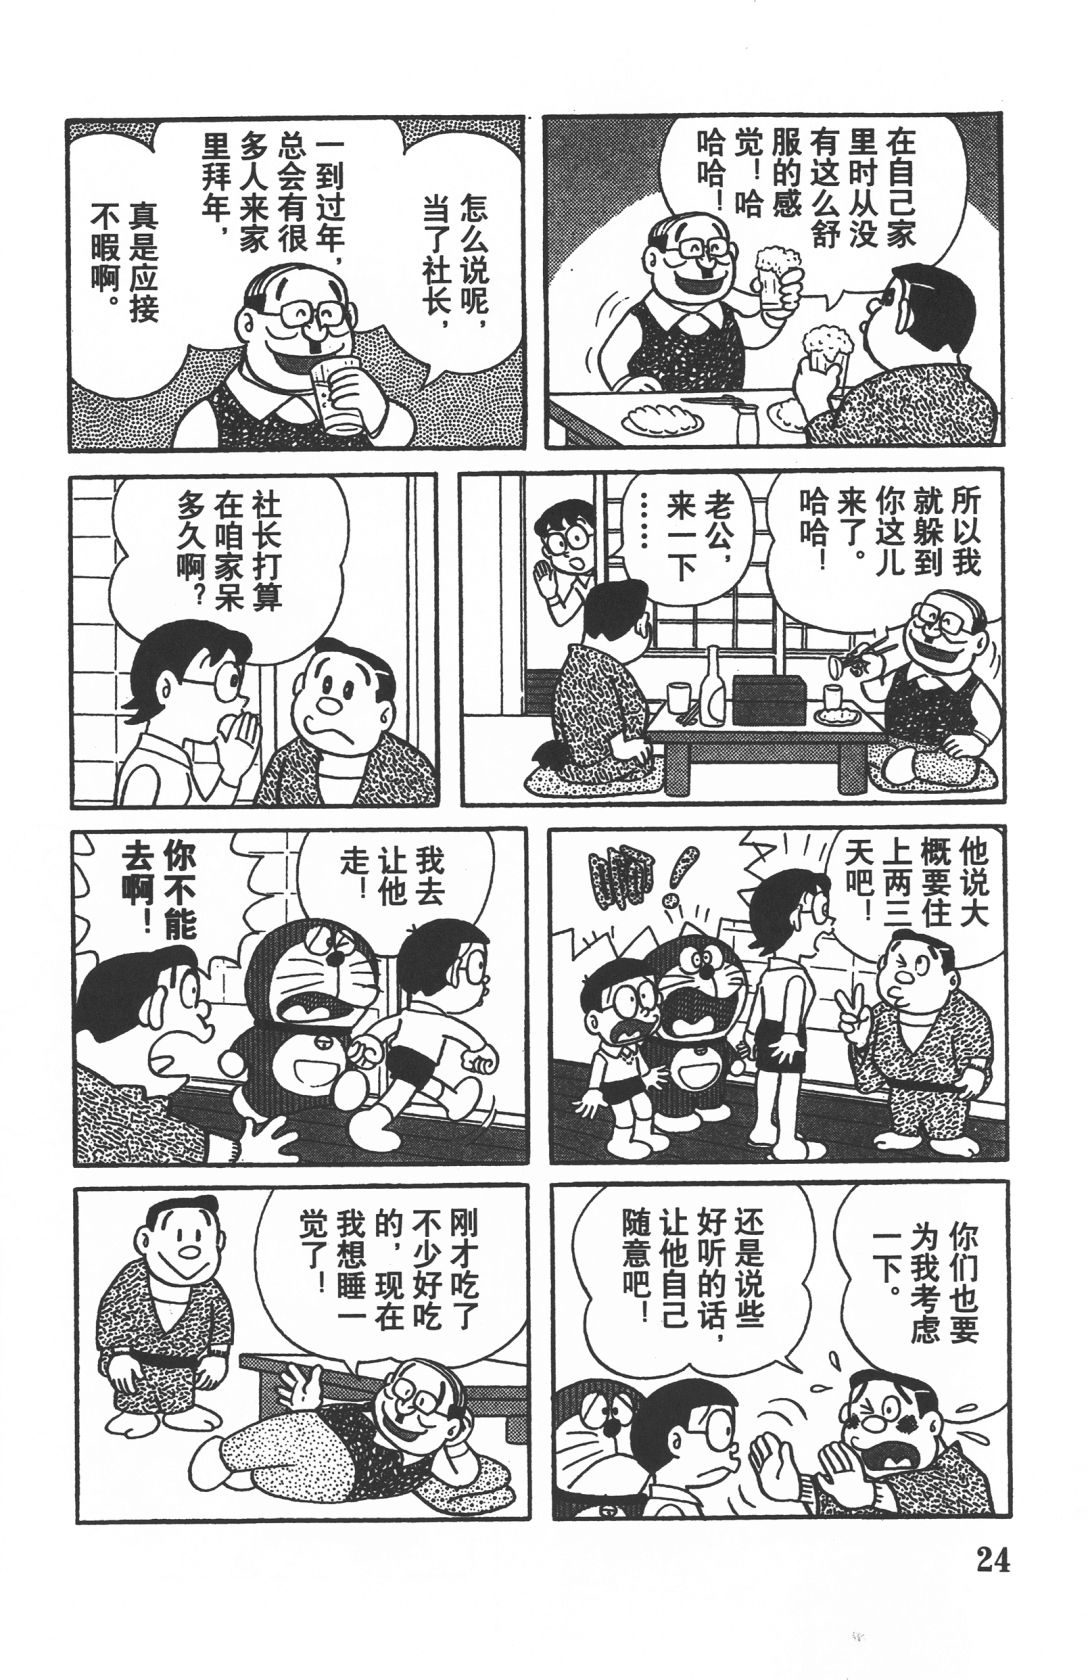 在自己家
里时从没
有这么舒
服的感
觉！哈
哈哈！
怎么说呢，
当了社长，
一到过年，
总会有很
多人来家
里拜年，
真是应接
不暇啊。
所以我
就躲到
你这儿
来了。
哈哈！
老公，
来一下
……
社长打算
在咱家呆
多久啊？
他说大
概要住
上两三
天吧！
我去
让他
走！
你不能
去啊！
你们也要
为我考虑
一下。
还是说些
好听的话，
让他自己
随意吧！
刚才吃了
不少好吃
的，现在
我想睡一
觉了！
24